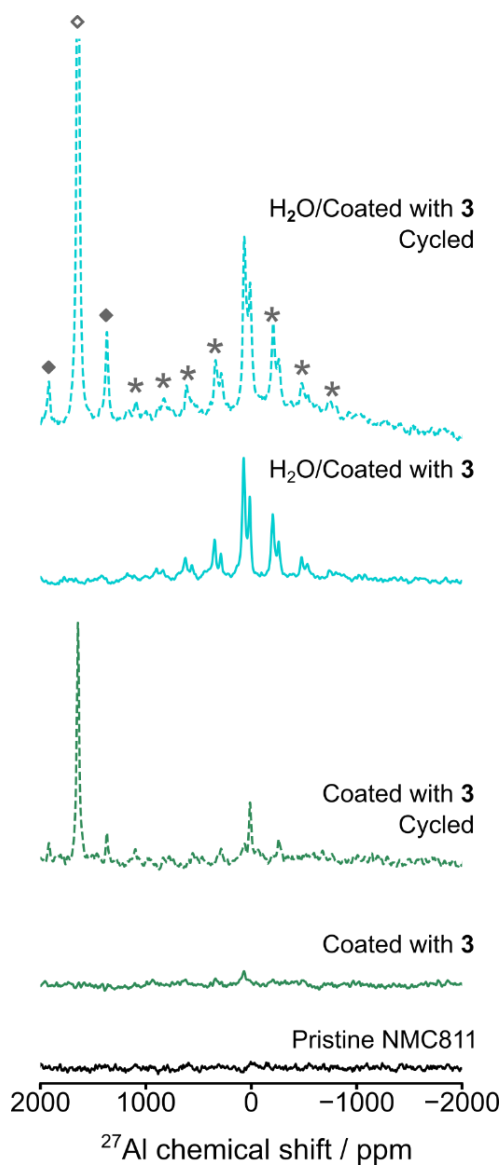 H₂O/Coated with 3
Cycled
H₂O/Coated with 3
Coated with 3
Cycled
Coated with 3
Pristine NMC811
2000 1000 0 −1000 −2000
²⁷Al chemical shift / ppm